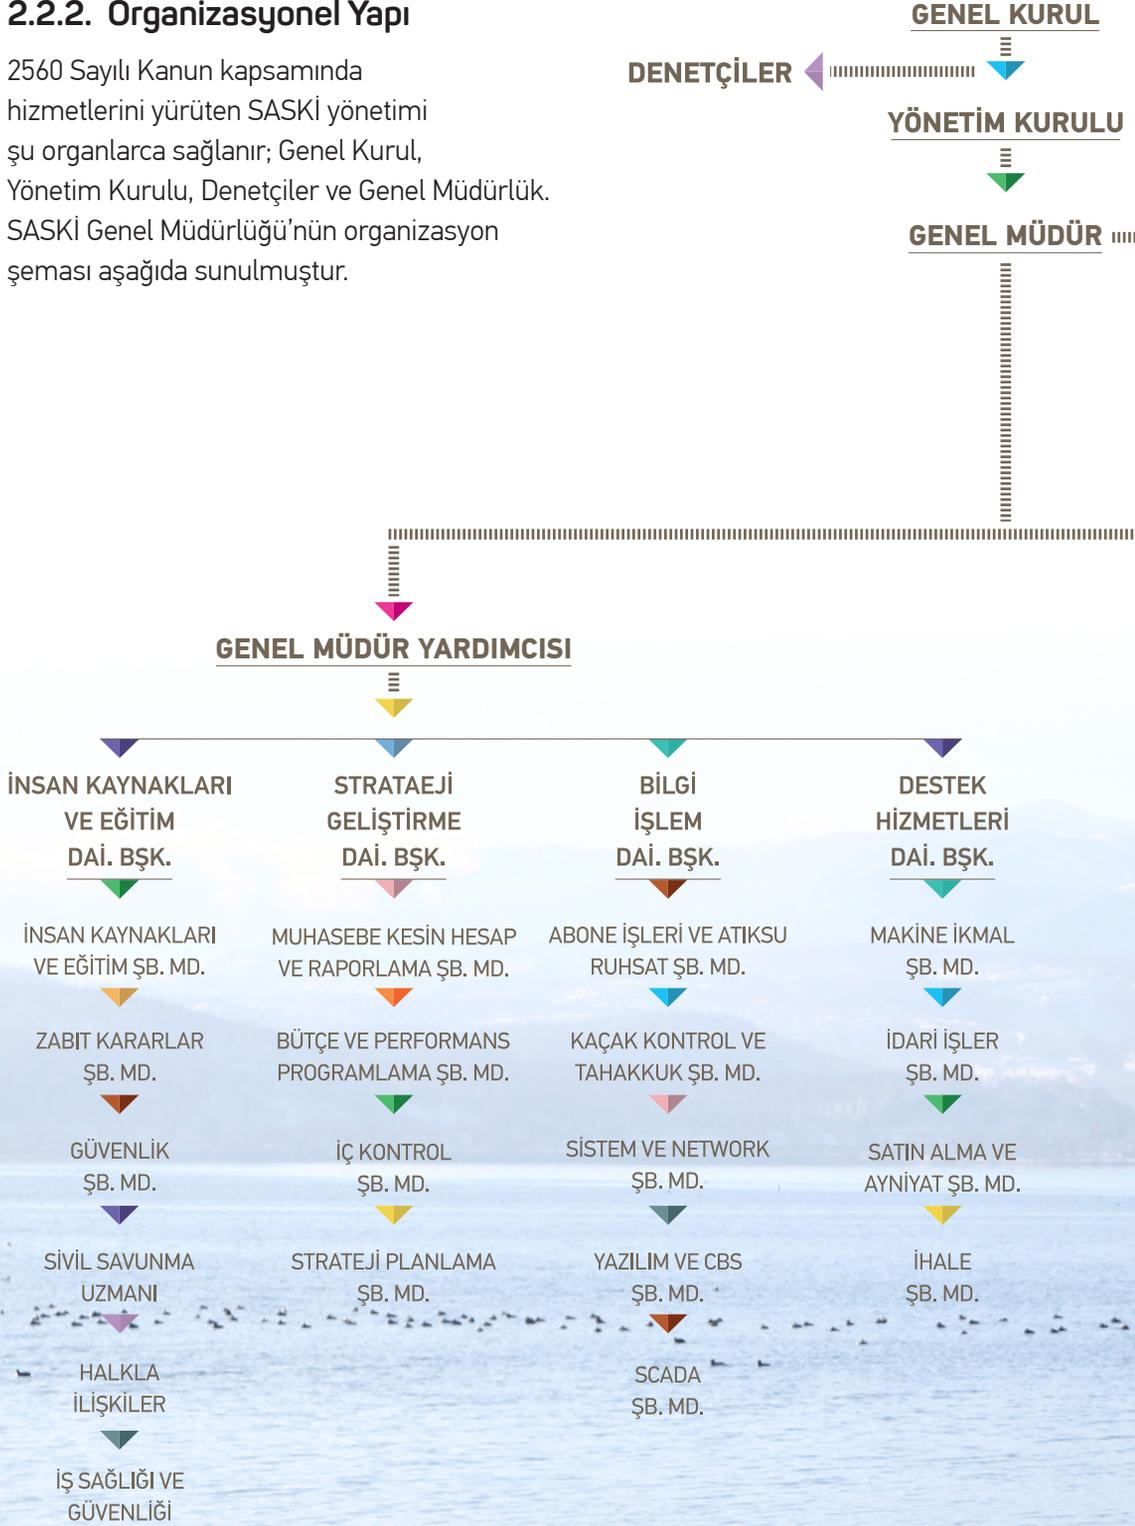 2.2.2. Organizasyonel Yapı
2560 Sayılı Kanun kapsamında
hizmetlerini yürüten SASKİ yönetimi
şu organlarca sağlanır; Genel Kurul,
Yönetim Kurulu, Denetçiler ve Genel Müdürlük.
SASKİ Genel Müdürlüğü'nün organizasyon
şeması aşağıda sunulmuştur.
GENEL KURUL
DENETÇİLER
YÖNETİM KURULU
GENEL MÜDÜR
GENEL MÜDÜR YARDIMCISI
İNSAN KAYNAKLARI
VE EĞİTİM
DAİ. BŞK.
İNSAN KAYNAKLARI
VE EĞİTİM ŞB. MD.
ZABIT KARARLAR
ŞB. MD.
GÜVENLİK
ŞB. MD.
SİVİL SAVUNMA
UZMANI
HALKLA
İLİŞKİLER
İŞ SAĞLIĞI VE
GÜVENLİĞİ
STRATAEJİ
GELİŞTİRME
DAİ. BŞK.
MUHASEBE KESİN HESAP
VE RAPORLAMA ŞB. MD.
BÜTÇE VE PERFORMANS
PROGRAMLAMA ŞB. MD.
İÇ KONTROL
ŞB. MD.
STRATEJİ PLANLAMA
ŞB. MD.
BİLGİ
İŞLEM
DAİ. BŞK.
ABONE İŞLERİ VE ATIKSU
RUHSAT ŞB. MD.
KAÇAK KONTROL VE
TAHAKKUK ŞB. MD.
SİSTEM VE NETWORK
ŞB. MD.
YAZILIM VE CBS
ŞB. MD.
SCADA
ŞB. MD.
DESTEK
HİZMETLERİ
DAİ. BŞK.
MAKİNE İKMAL
ŞB. MD.
İDARİ İŞLER
ŞB. MD.
SATIN ALMA VE
AYNİYAT ŞB. MD.
İHALE
ŞB. MD.